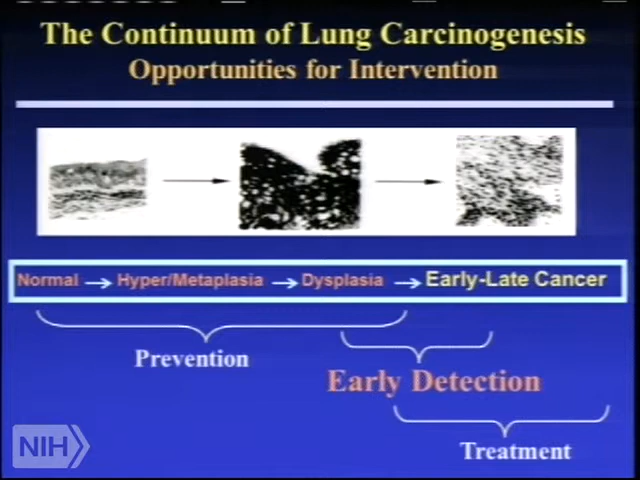 The Continuum of Lung Carcinogenesis
Opportunities for Intervention
Normal → Hyper/Metaplasia → Dysplasia → Early-Late Cancer
Prevention
Early Detection
Treatment
NIH